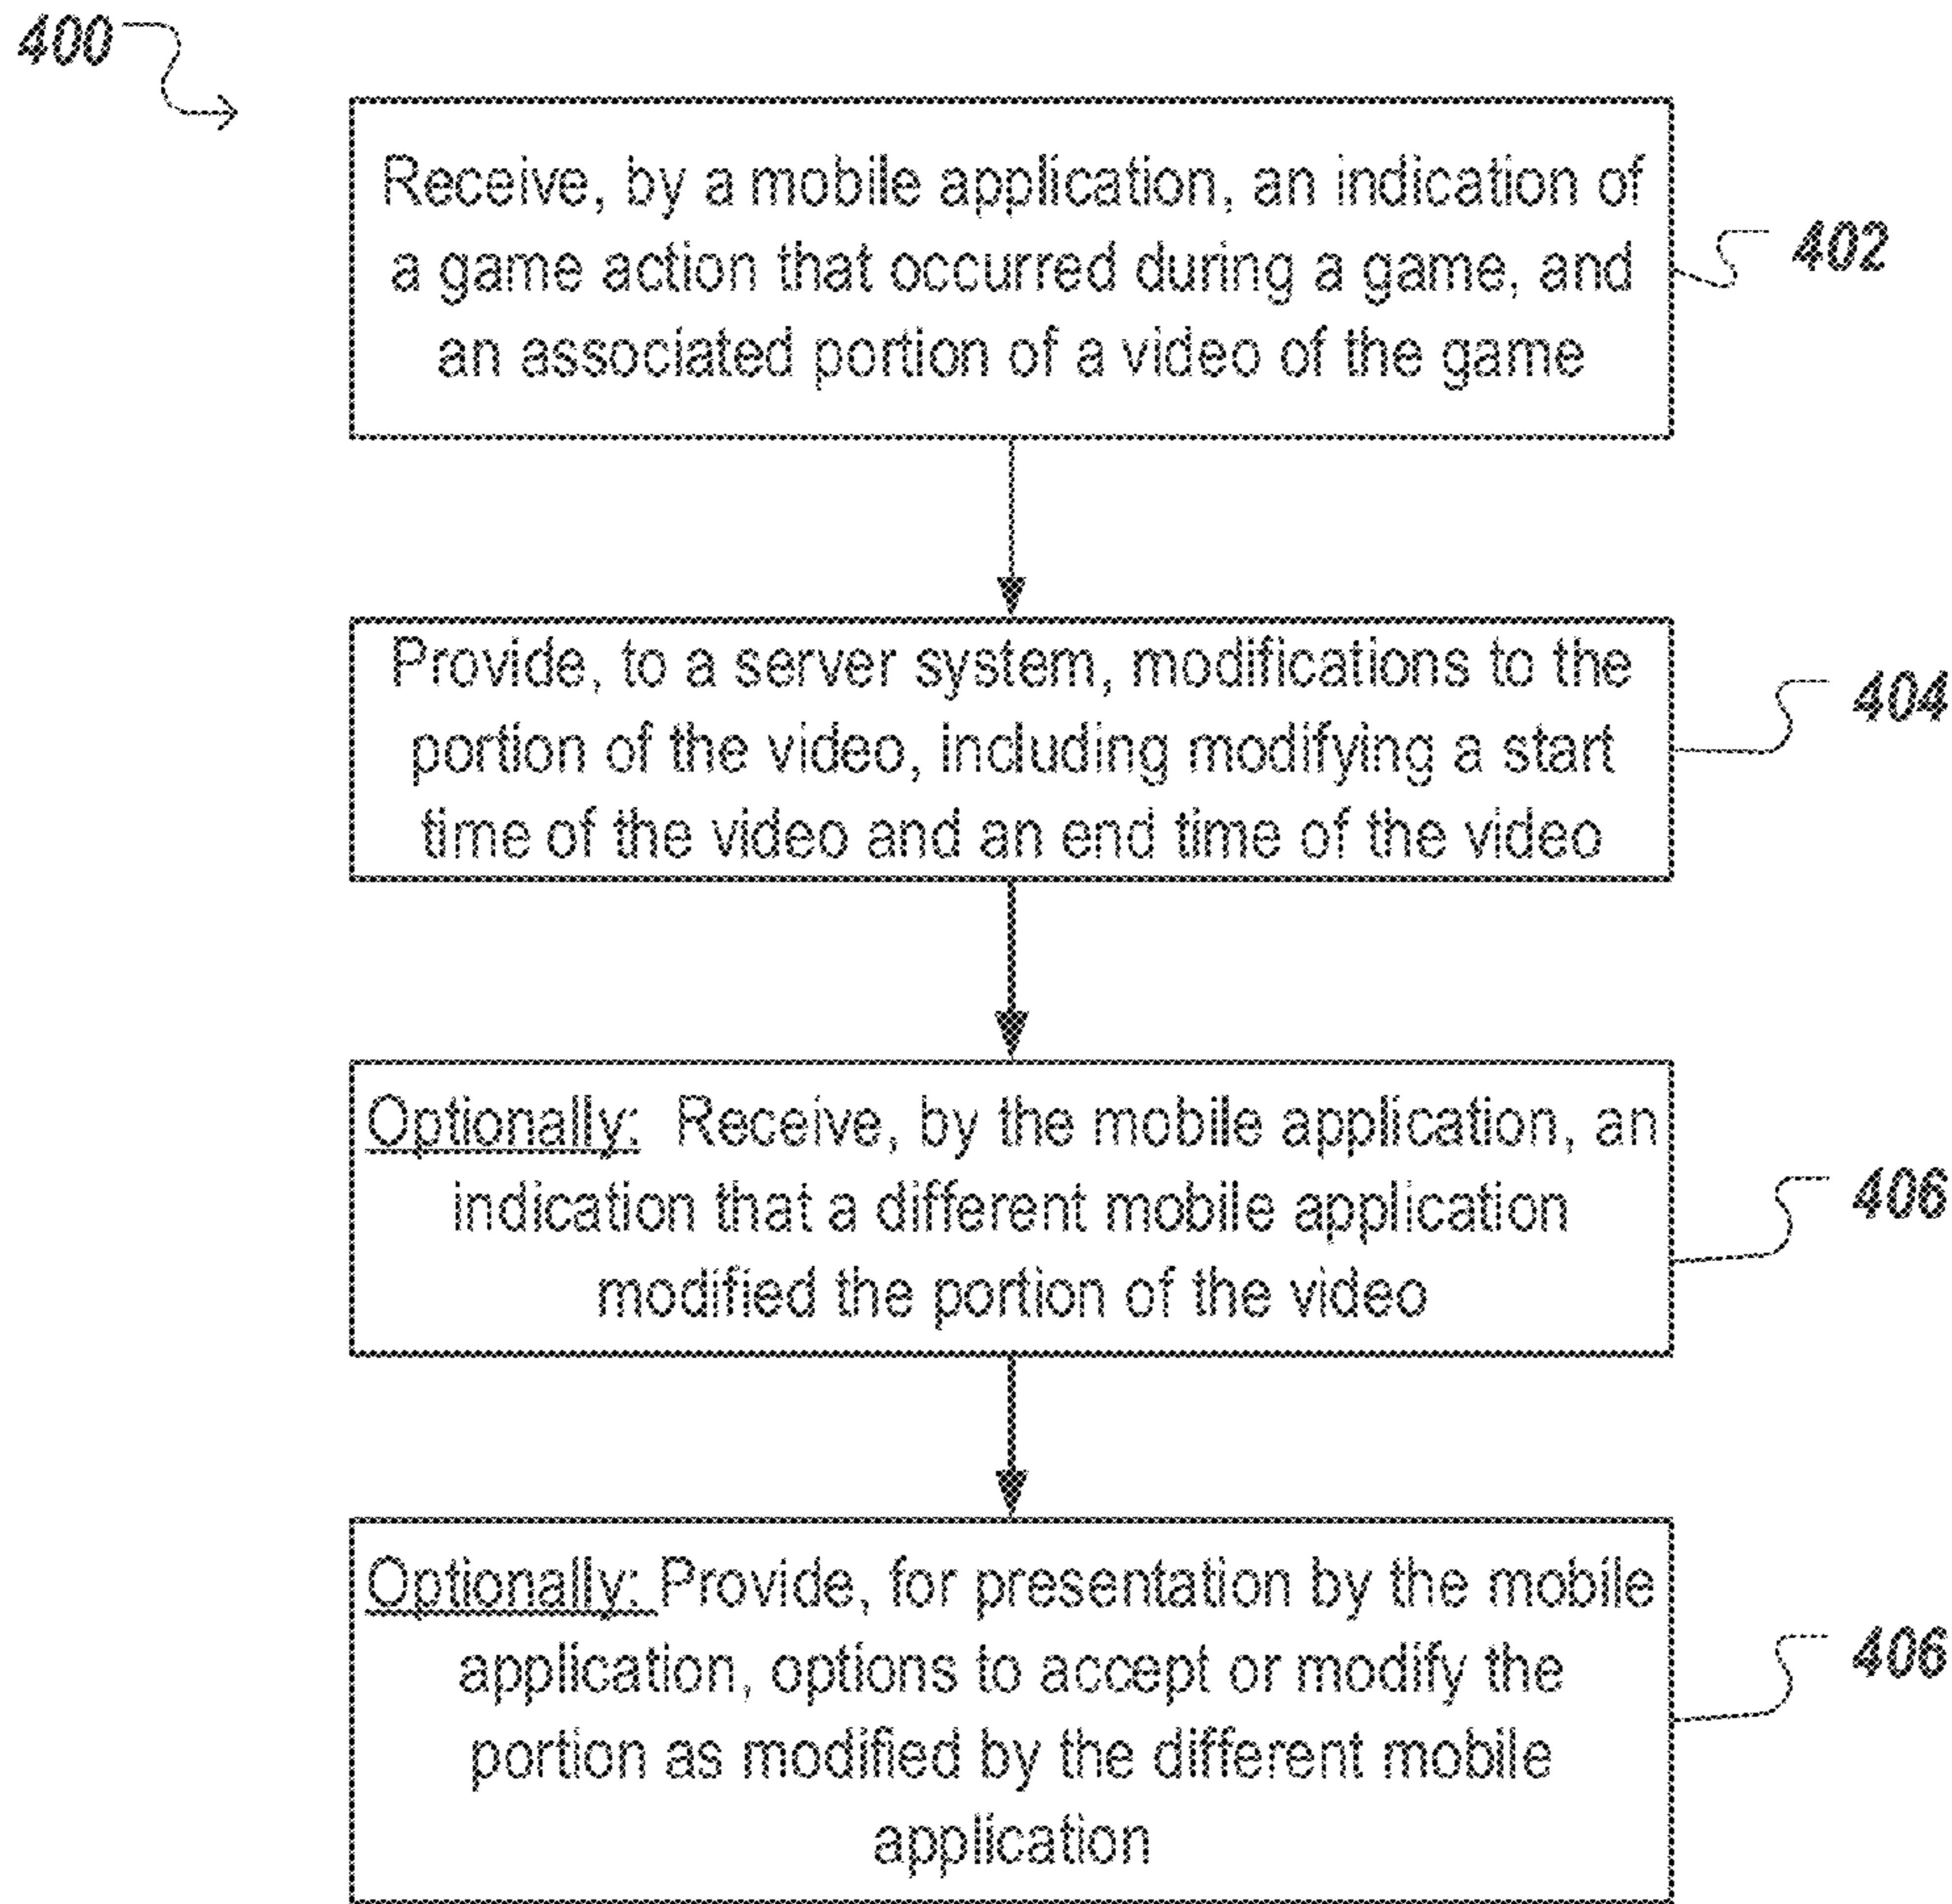 400
Receive, by a mobile application, an indication of
a game action that occurred during a game, and
an associated portion of a video of the game
402
Provide, to a server system, modifications to the
portion of the video, including modifying a start
time of the video and an end time of the video
404
Optionally: Receive, by the mobile application, an
indication that a different mobile application
modified the portion of the video
406
Optionally: Provide, for presentation by the mobile
application, options to accept or modify the
portion as modified by the different mobile
application
406